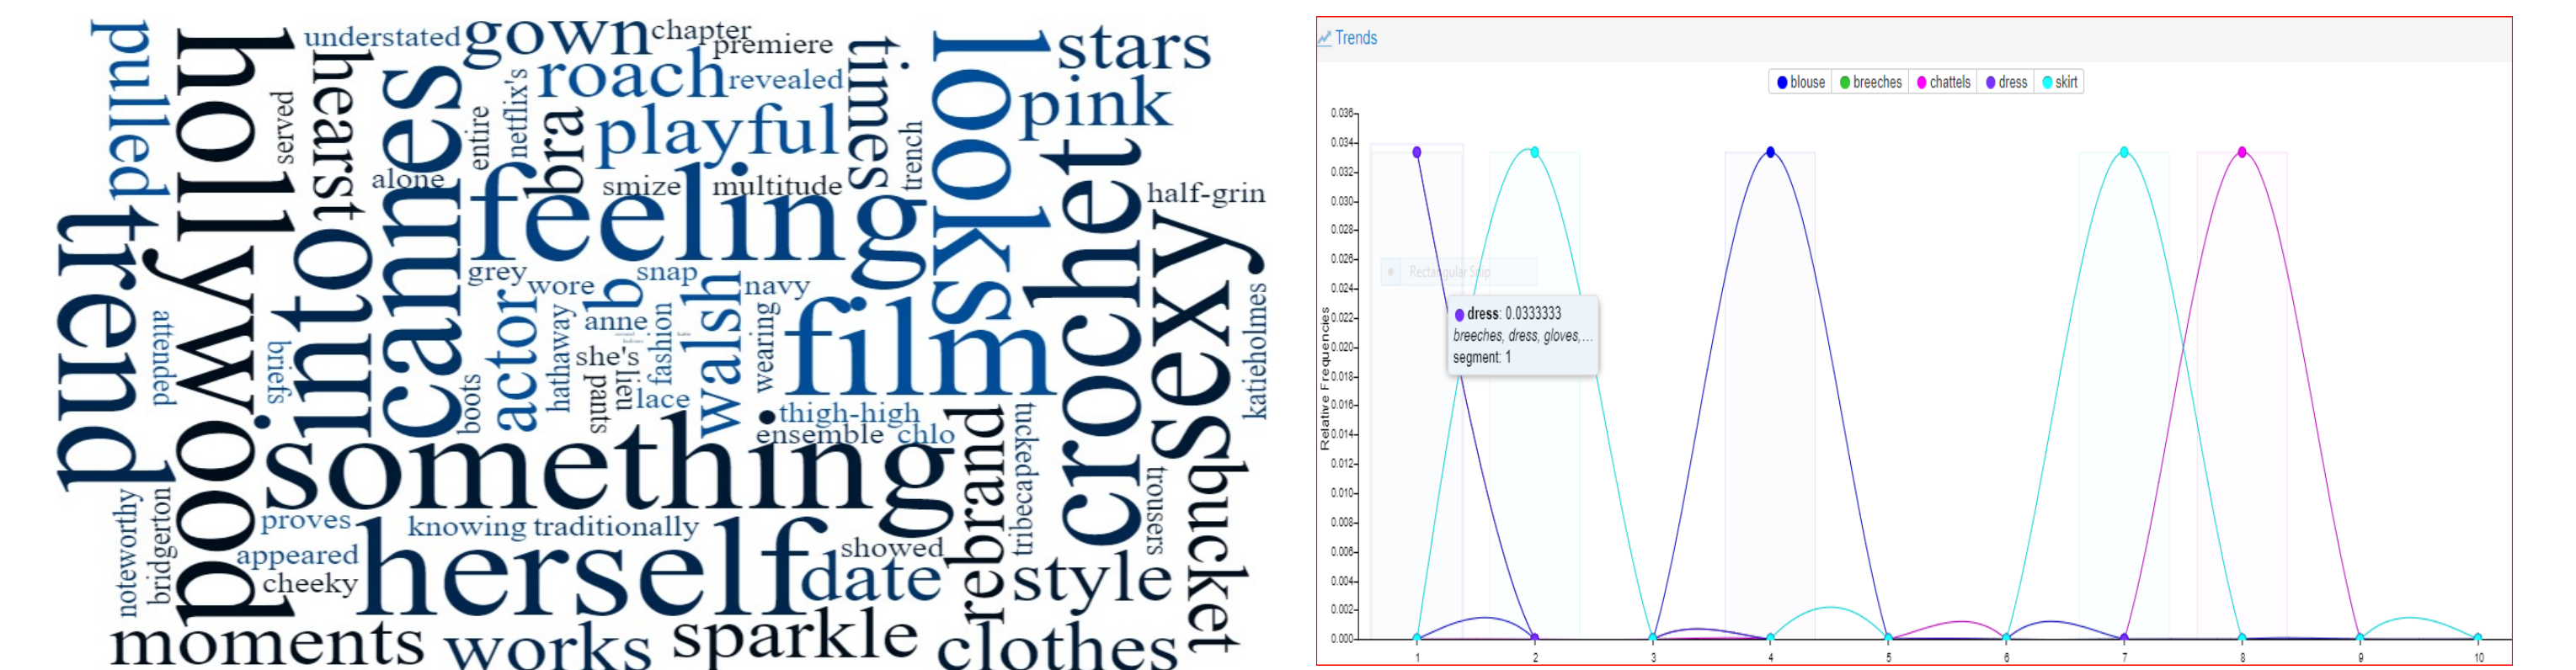 pulled
hollywood
served
understated
hearst
gown
chapter
premiere
stars
roach
revealed
times
looks
pink
cannes
entire
netflix's
bra
playful
trench
crochet
alone
smize
multitude
half-grin
feeling
trend
into
sexy
grey
wore
snap
navy
attended
briefs
actor
hathaway
anne
b
she's
lieu
fashion
walsh
wearing
film
katieholmes
boots
pants
lace
thigh-high
ensemble
chlo
something
rebrand
tuckedcapecut
tribecapek
trousers
bucket
noteworthy
bridgerton
proves
knowing
traditionally
appeared
cheeky
herself
showed
date
style
moments
works
sparkle
clothes
Trends
blouse breeches chattels dress skirt
Relative Frequencies
0.036
0.034
0.032
0.030
0.028
0.026
0.024
0.022
0.020
0.018
0.016
0.014
0.012
0.010
0.008
0.006
0.004
0.002
0.000
Rectangular Snip
dress: 0.0333333
breeches, dress, gloves,...
segment: 1
1 2 3 4 5 6 7 8 9 10